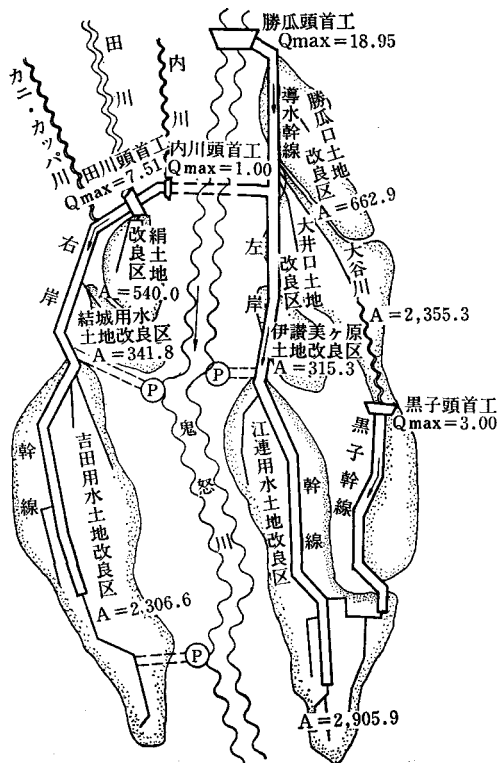 勝瓜頭首工
Qmax=18.95
田川
内川
カニ・カッパ川
田川頭首工
Qmax=7.51
内川頭首工
Qmax=1.00
導水幹線
勝瓜口土地改良区
A=662.9
右岸
絹土地改良区
A=540.0
左岸
大井口土地改良区
大谷川
A=2,355.3
結城用水土地改良区
A=341.8
伊讃美ヶ原土地改良区
A=315.3
P
P
黒子頭首工
Qmax=3.00
鬼怒川
幹線
吉田用水土地改良区
A=2,306.6
江連用水土地改良区
幹線
黒子幹線
P
A=2,905.9